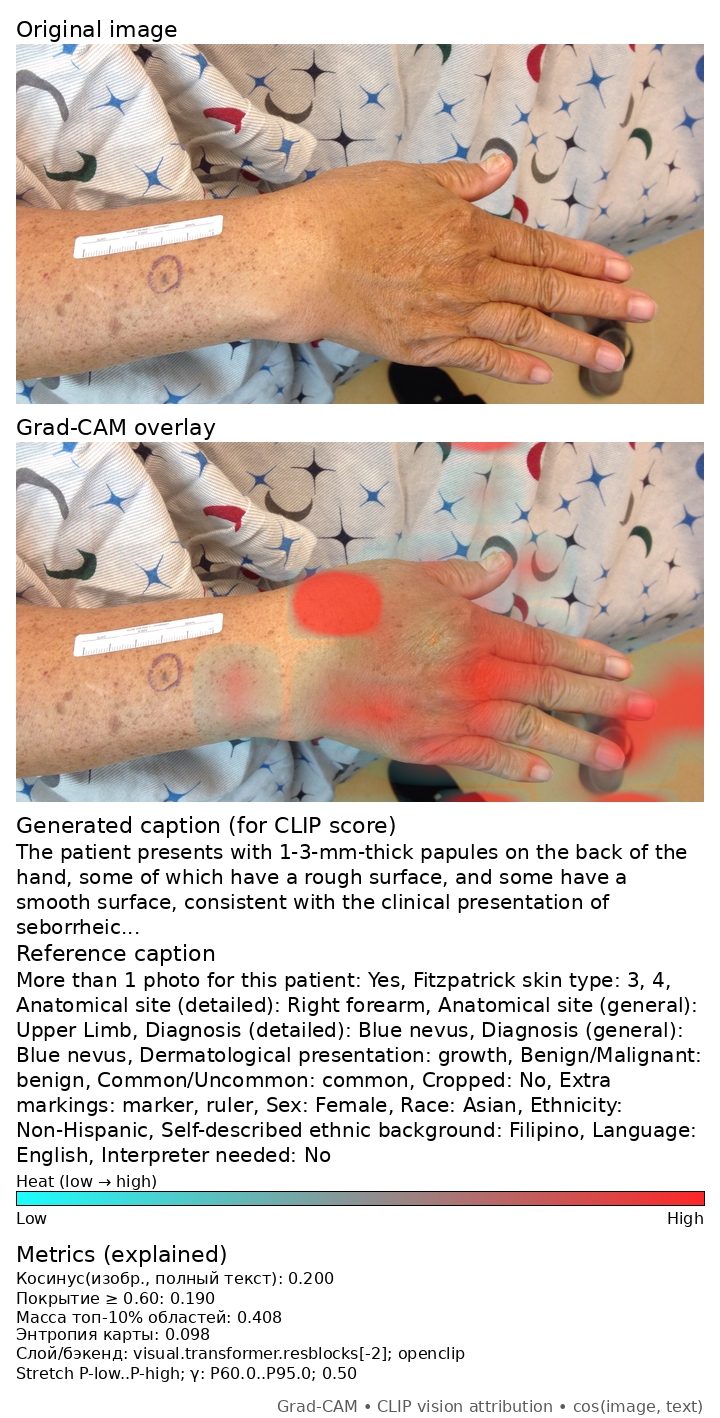 Original image
Grad-CAM overlay
Generated caption (for CLIP score)
The patient presents with 1-3-mm-thick papules on the back of the
hand, some of which have a rough surface, and some have a
smooth surface, consistent with the clinical presentation of
seborrheic...
Reference caption
More than 1 photo for this patient: Yes, Fitzpatrick skin type: 3, 4,
Anatomical site (detailed): Right forearm, Anatomical site (general):
Upper Limb, Diagnosis (detailed): Blue nevus, Diagnosis (general):
Blue nevus, Dermatological presentation: growth, Benign/Malignant:
benign, Common/Uncommon: common, Cropped: No, Extra
markings: marker, ruler, Sex: Female, Race: Asian, Ethnicity:
Non-Hispanic, Self-described ethnic background: Filipino, Language:
English, Interpreter needed: No
Heat (low → high)
Low High
Metrics (explained)
Косинус(изобр., полный текст): 0.200
Покрытие ≥ 0.60: 0.190
Масса топ-10% областей: 0.408
Энтропия карты: 0.098
Слой/бэкенд: visual.transformer.resblocks[-2]; openclip
Stretch P-low..P-high; γ: P60.0..P95.0; 0.50
Grad-CAM • CLIP vision attribution • cos(image, text)